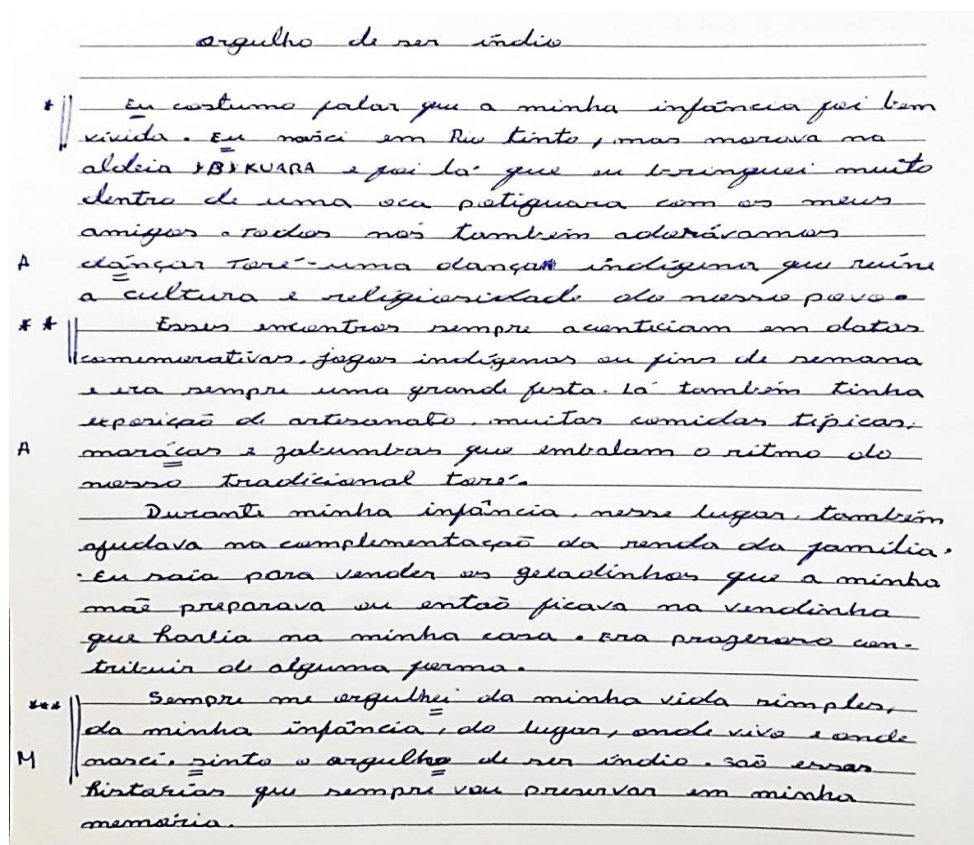 orgulho de ser índio
* Eu costumo falar que a minha infância foi bem
vivida. Eu nasci em Rio tinto, mas morava na
aldeia IBIKUARA e foi lá que eu brinquei muito
dentro de uma oca potiguara com os meus
amigos. todos nós também adorávamos
A dánçar Toré - uma dança indígena que reúne
a cultura e religiosidade do nosso povo.
** Esses encontros sempre aconticiam em datas
comemorativas, jogos indígenas ou fins de semana
e era sempre uma grande festa. Lá também tinha
exposição de artesanato, muitas comidas típicas,
A marácas e zabumbas que embalam o ritmo do
nosso tradicional toré.
Durante minha infância, nesse lugar, também
ajudava na complementação da renda da família.
Eu saia para vender os geladinhos que a minha
mãe preparava ou então ficava na vendinha
que havia na minha casa. Era prazeroso con-
tribuir de alguma forma.
*** Sempre me orgulhei da minha vida simples,
da minha infância, do lugar, onde vivo e onde
M nasci. sinto o orgulho de ser índio. são essas
histórias que sempre vou preservar em minha
memória.